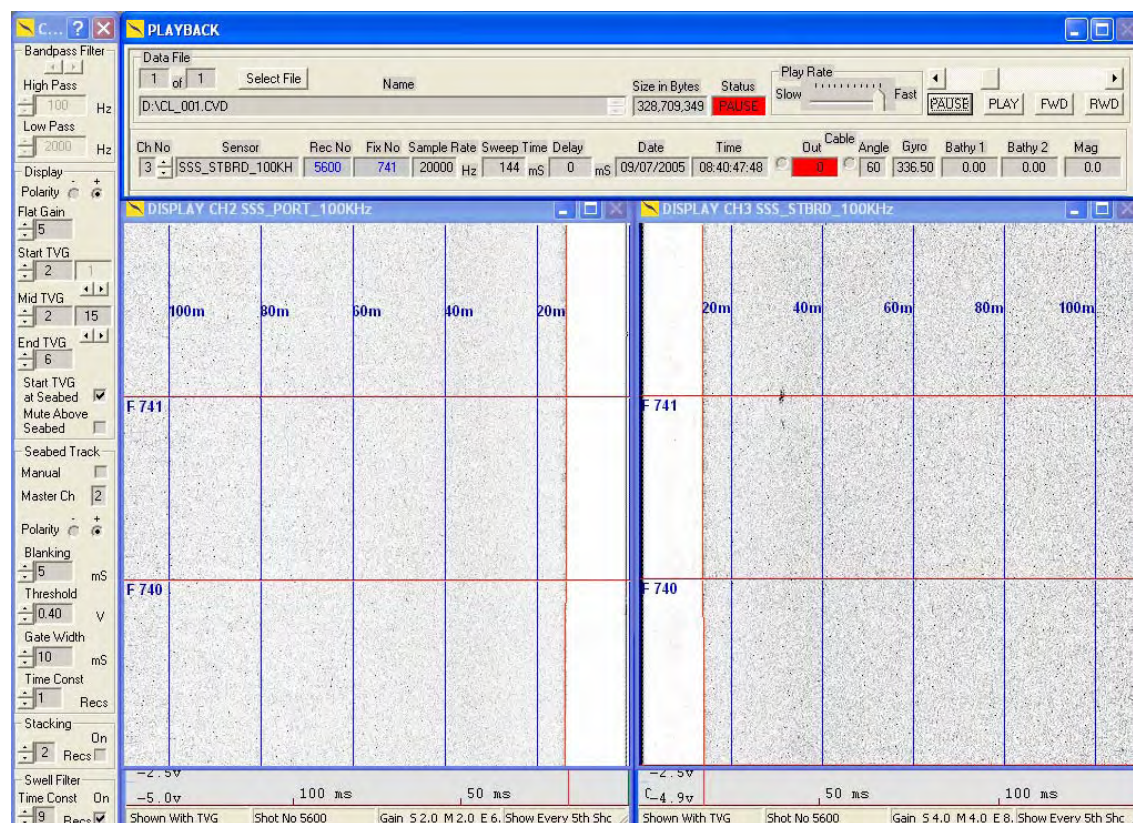 C... ?
Bandpass Filter
High Pass
100 Hz
Low Pass
2000 Hz
Display
- +
Polarity
Flat Gain
5
Start TVG
2 1
Mid TVG
2 15
End TVG
6
Start TVG
at Seabed
Mute Above
Seabed
Seabed Track
Manual
Master Ch 2
- +
Polarity
Blanking
5 mS
Threshold
0.40 V
Gate Width
10 mS
Time Const
1 Recs
Stacking
On
2 Recs
Swell Filter
Time Const On
9 Recs
PLAYBACK
Data File
1 of 1 Select File Name Size in Bytes Status Play Rate
Slow Fast
D:\CL_001.CVD 328,709,349 PAUSE PAUSE PLAY FWD RWD
Ch No Sensor Rec No Fix No Sample Rate Sweep Time Delay Date Time Out Cable Angle Gyro Bathy 1 Bathy 2 Mag
3 SSS_STBRD_100KH 5600 741 20000 Hz 144 mS 0 mS 09/07/2005 08:40:47:48 0 60 336.50 0.00 0.00 0.0
DISPLAY CH2 SSS_PORT_100KHz
100m 80m 60m 40m 20m
F 741
F 740
-2.5v
-5.0v 100 ms 50 ms
Shown With TVG Shot No 5600 Gain S 2.0 M 2.0 E 6. Show Every 5th Shc
DISPLAY CH3 SSS_STBRD_100KHz
20m 40m 60m 80m 100m
F 741
F 740
-2.5v
-4.9v 50 ms 100 ms
Shown With TVG Shot No 5600 Gain S 4.0 M 4.0 E 8. Show Every 5th Shc